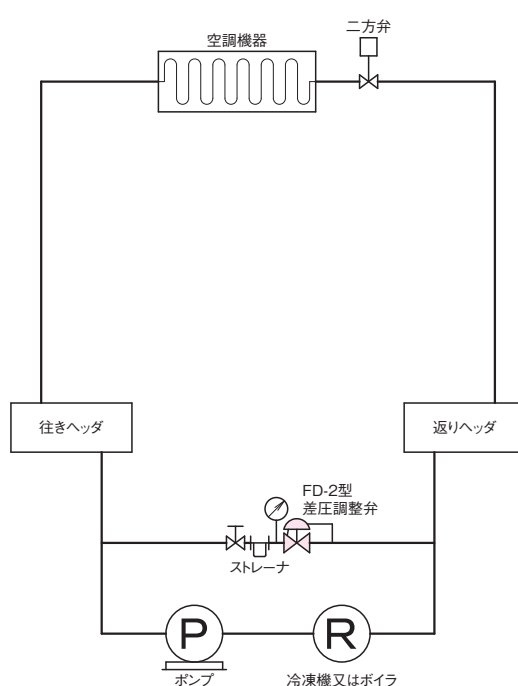 二方弁
空調機器
往きヘッダ
返りヘッダ
FD-2型
差圧調整弁
ストレーナ
P
R
ポンプ
冷凍機又はボイラ